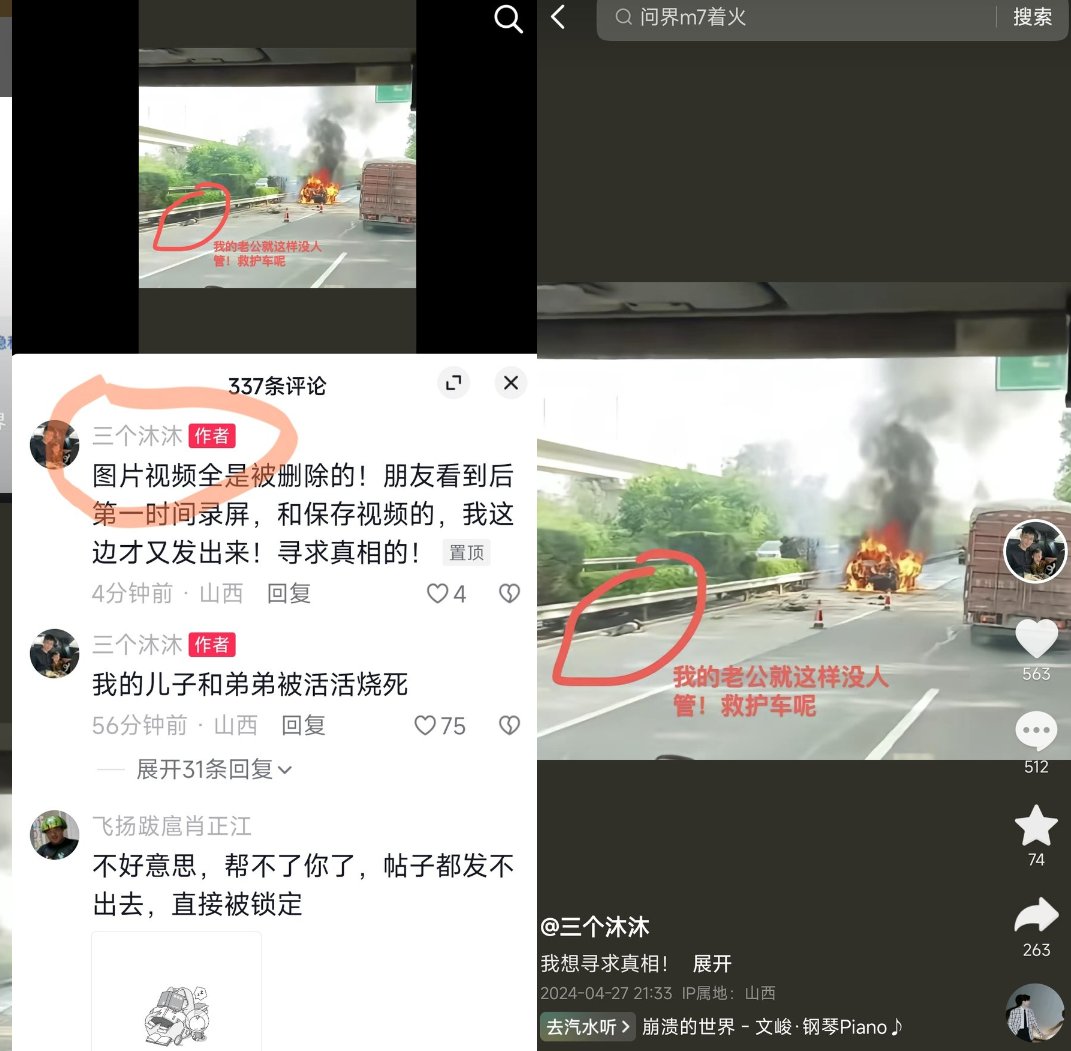 我的老公就这样没人
管！救护车呢
337条评论
三个沐沐 作者
图片视频全是被删除的！朋友看到后
第一时间录屏，和保存视频的，我这
边才又发出来！寻求真相的！ 置顶
4分钟前 · 山西 回复 4
三个沐沐 作者
我的儿子和弟弟被活活烧死
56分钟前 · 山西 回复 75
展开31条回复
飞扬跋扈肖正江
不好意思，帮不了你了，帖子都发不
出去，直接被锁定
问界m7着火 搜索
我的老公就这样没人
管！救护车呢
563
512
74
263
@三个沐沐
我想寻求真相！ 展开
2024-04-27 21:33 IP属地：山西
去汽水听 崩溃的世界 - 文峻·钢琴Piano♪